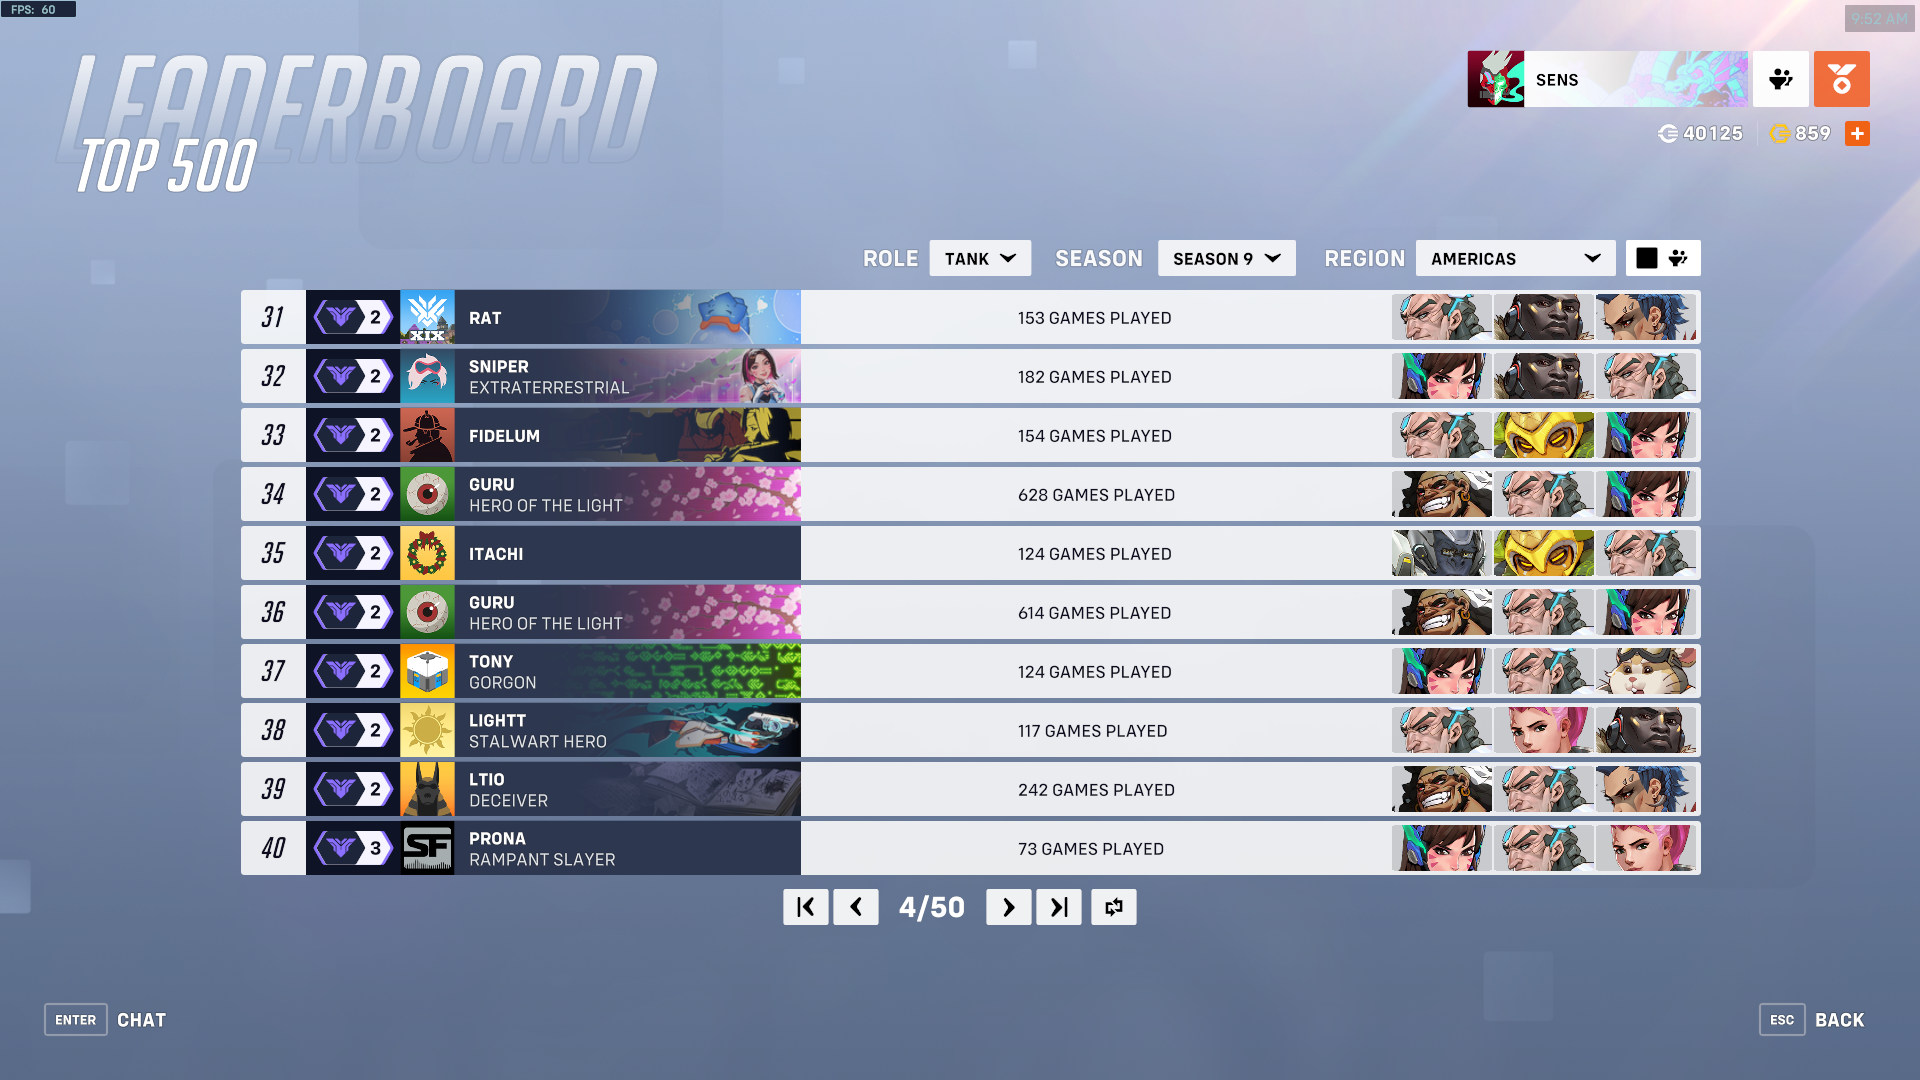 FPS: 60
9:52 AM
LEADERBOARD
TOP 500
SENS
40125 859
ROLE TANK SEASON SEASON 9 REGION AMERICAS
31 2 XIX RAT 153 GAMES PLAYED
32 2 SNIPER
EXTRATERRESTRIAL 182 GAMES PLAYED
33 2 FIDELUM 154 GAMES PLAYED
34 2 GURU
HERO OF THE LIGHT 628 GAMES PLAYED
35 2 ITACHI 124 GAMES PLAYED
36 2 GURU
HERO OF THE LIGHT 614 GAMES PLAYED
37 2 TONY
GORGON 124 GAMES PLAYED
38 2 LIGHTT
STALWART HERO 117 GAMES PLAYED
39 2 LTIO
DECEIVER 242 GAMES PLAYED
40 3 SF PRONA
RAMPANT SLAYER 73 GAMES PLAYED
4/50
ENTER CHAT
ESC BACK